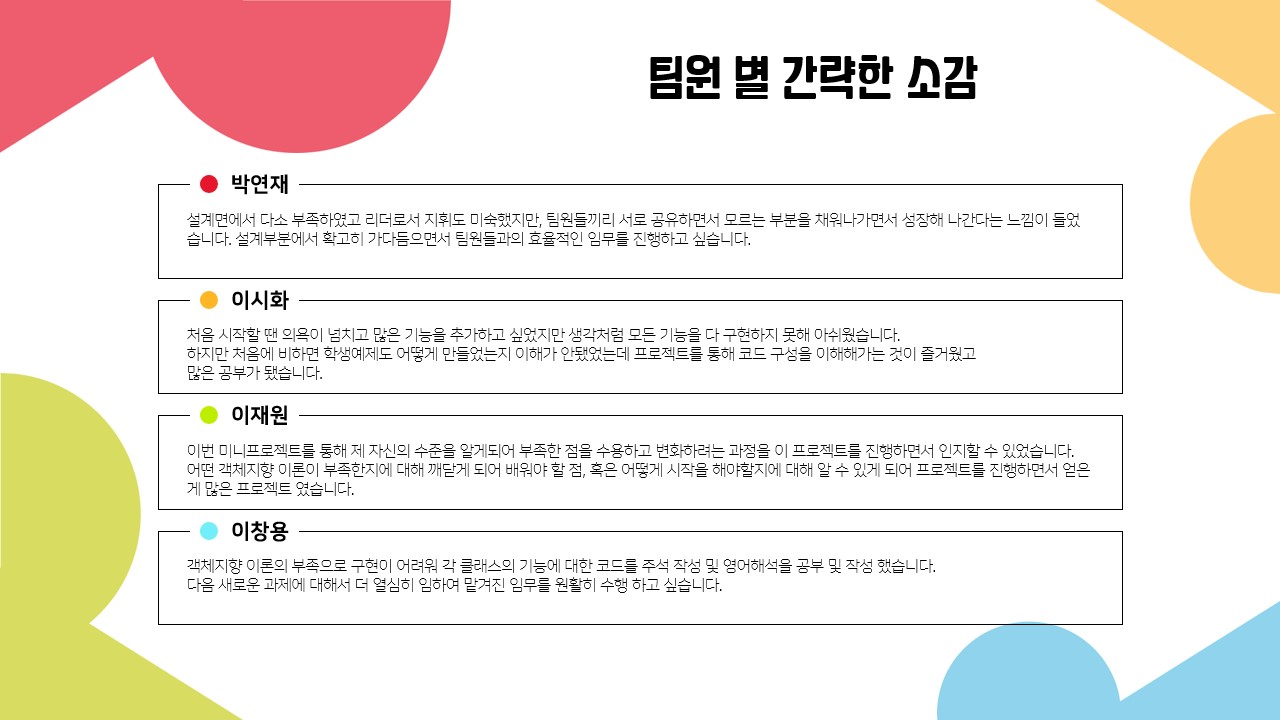 팀원 별 간략한 소감
박연재
설계면에서 다소 부족하였고 리더로서 지휘도 미숙했지만, 팀원들끼리 서로 공유하면서 모르는 부분을 채워나가면서 성장해 나간다는 느낌이 들었
습니다. 설계부분에서 확고히 가다듬으면서 팀원들과의 효율적인 임무를 진행하고 싶습니다.
이시화
처음 시작할 땐 의욕이 넘치고 많은 기능을 추가하고 싶었지만 생각처럼 모든 기능을 다 구현하지 못해 아쉬웠습니다.
하지만 처음에 비하면 학생예제도 어떻게 만들었는지 이해가 안됐었는데 프로젝트를 통해 코드 구성을 이해해가는 것이 즐거웠고
많은 공부가 됐습니다.
이재원
이번 미니프로젝트를 통해 제 자신의 수준을 알게되어 부족한 점을 수용하고 변화하려는 과정을 이 프로젝트를 진행하면서 인지할 수 있었습니다.
어떤 객체지향 이론이 부족한지에 대해 깨닫게 되어 배워야 할 점, 혹은 어떻게 시작을 해야할지에 대해 알 수 있게 되어 프로젝트를 진행하면서 얻은
게 많은 프로젝트 였습니다.
이창용
객체지향 이론의 부족으로 구현이 어려워 각 클래스의 기능에 대한 코드를 주석 작성 및 영어해석을 공부 및 작성 했습니다.
다음 새로운 과제에 대해서 더 열심히 임하여 맡겨진 임무를 원활히 수행 하고 싶습니다.